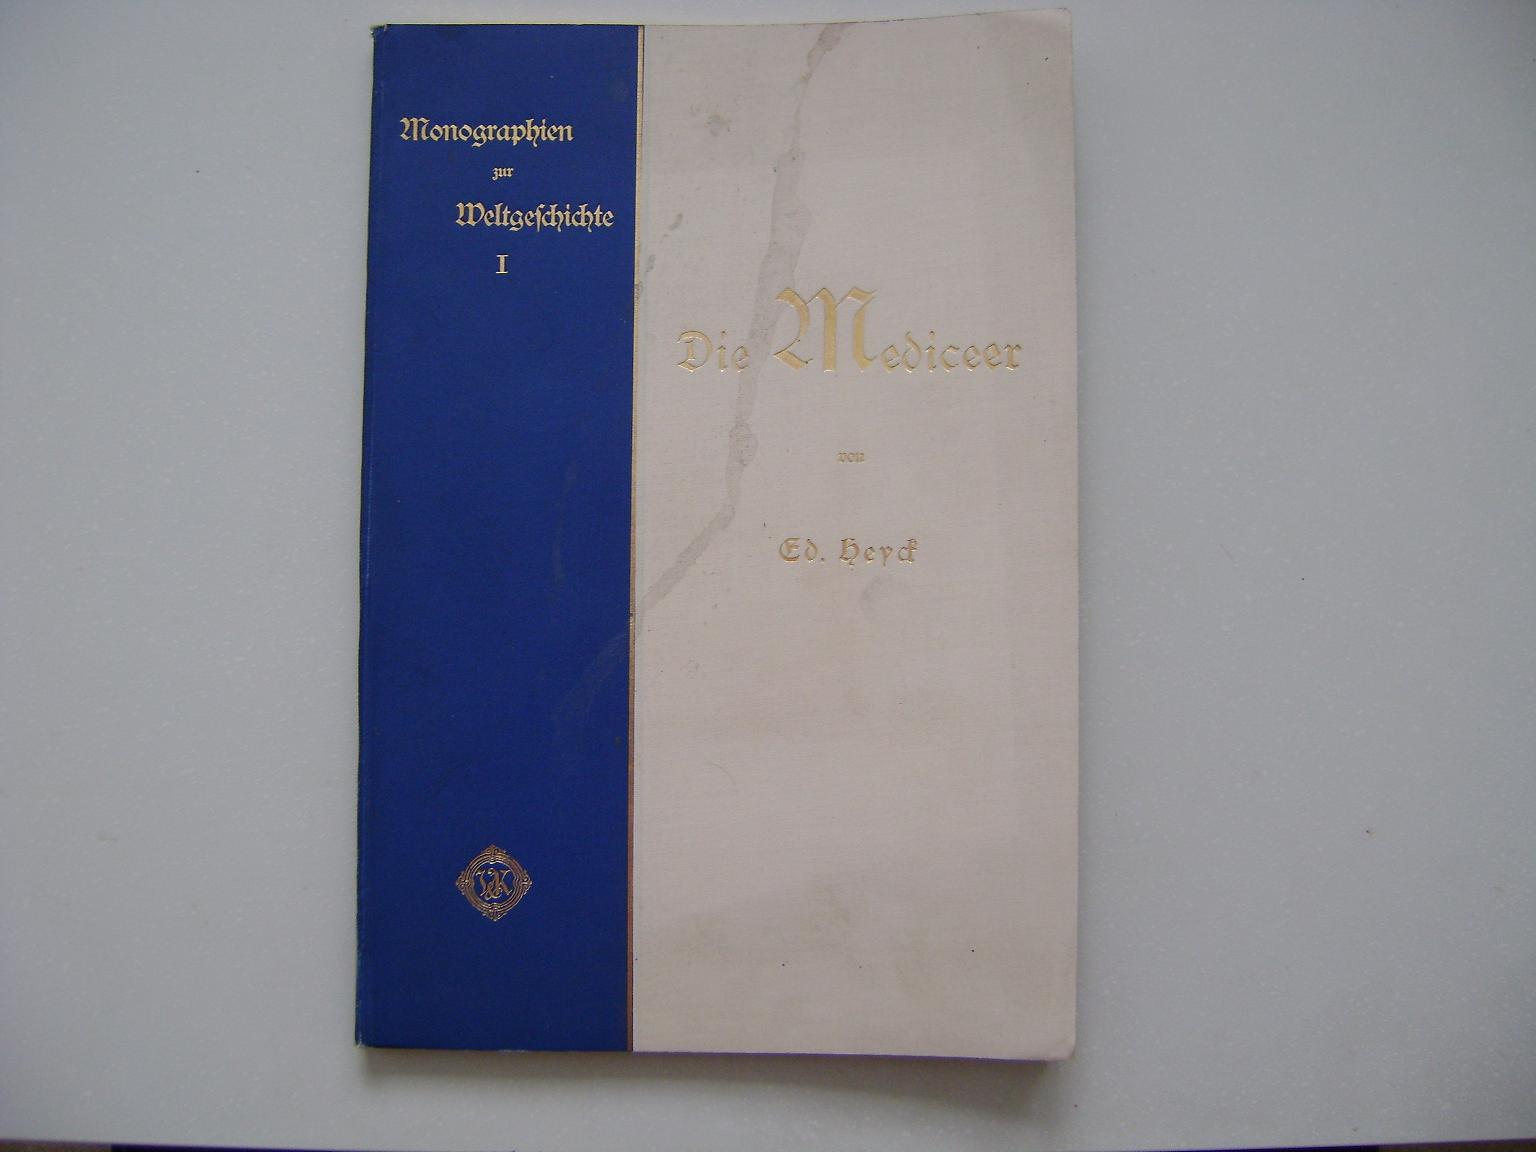 Monographien
zur
Weltgeſchichte
I
Die Mediceer
von
Ed. Heyck
V&K